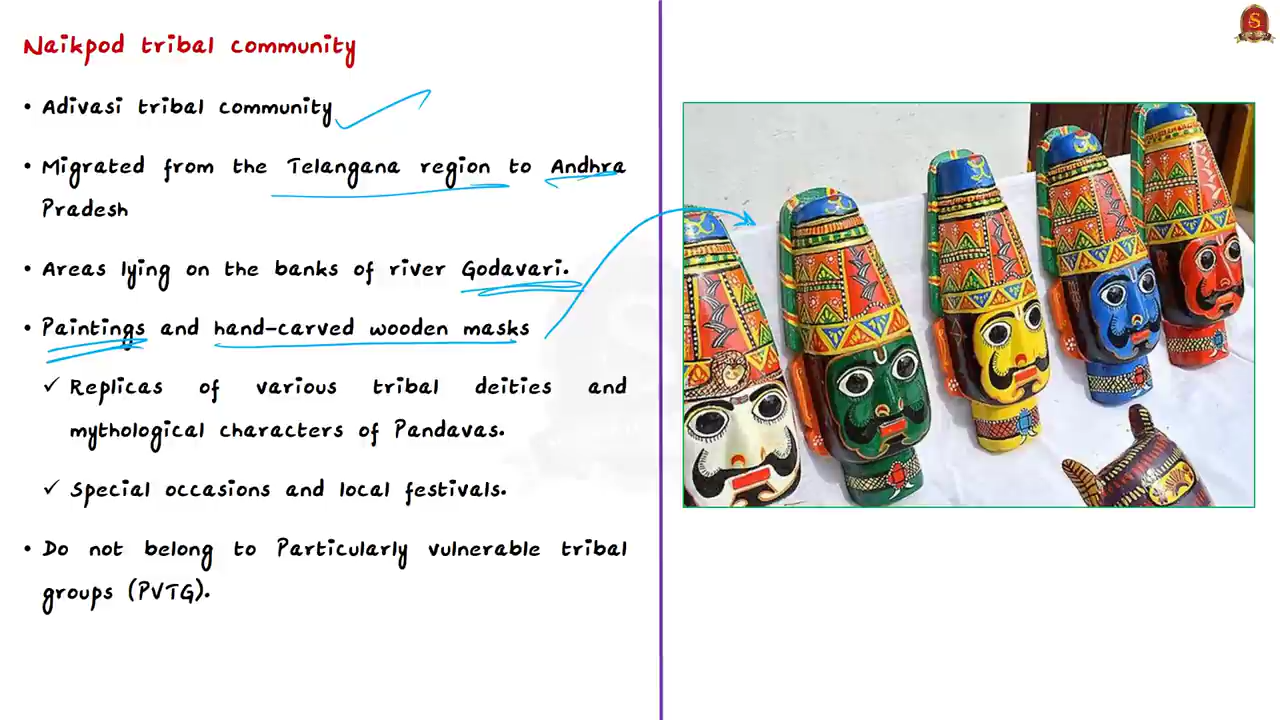 Naikpod tribal community
• Adivasi tribal community
• Migrated from the Telangana region to Andhra
Pradesh
• Areas lying on the banks of river Godavari.
• Paintings and hand-carved wooden masks
✓ Replicas of various tribal deities and
mythological characters of Pandavas.
✓ Special occasions and local festivals.
• Do not belong to Particularly vulnerable tribal
groups (PVTG).
S